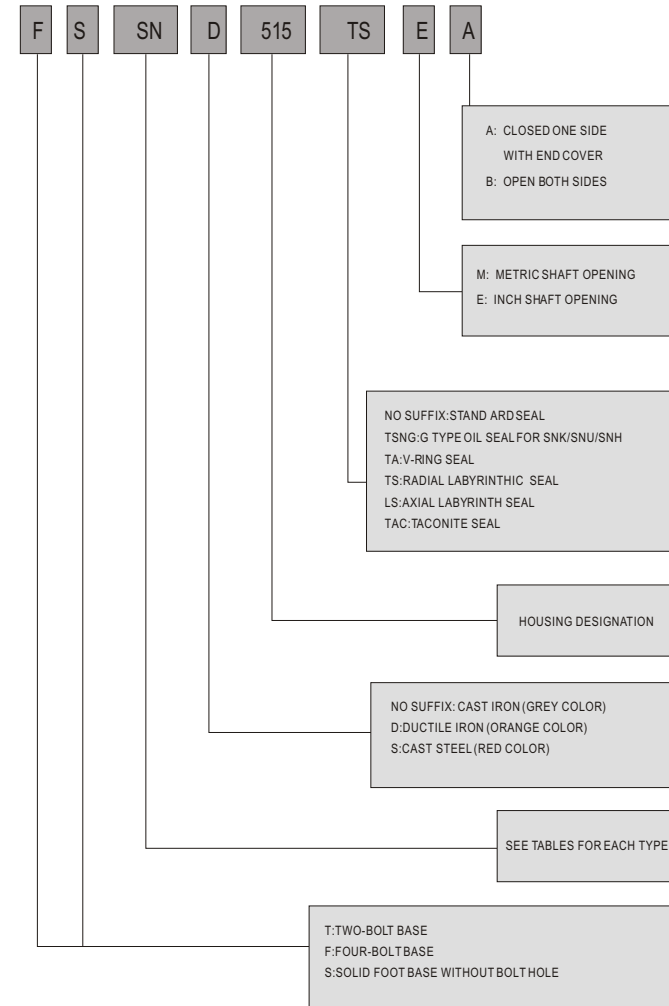 F S SN D 515 TS E A
A: CLOSED ONE SIDE
WITH END COVER
B: OPEN BOTH SIDES
M: METRIC SHAFT OPENING
E: INCH SHAFT OPENING
NO SUFFIX:STAND ARD SEAL
TSNG:G TYPE OIL SEAL FOR SNK/SNU/SNH
TA:V-RING SEAL
TS:RADIAL LABYRINTHIC SEAL
LS:AXIAL LABYRINTH SEAL
TAC:TACONITE SEAL
HOUSING DESIGNATION
NO SUFFIX: CAST IRON (GREY COLOR)
D:DUCTILE IRON (ORANGE COLOR)
S:CAST STEEL (RED COLOR)
SEE TABLES FOR EACH TYPE
T:TWO-BOLT BASE
F:FOUR-BOLT BASE
S:SOLID FOOT BASE WITHOUT BOLT HOLE